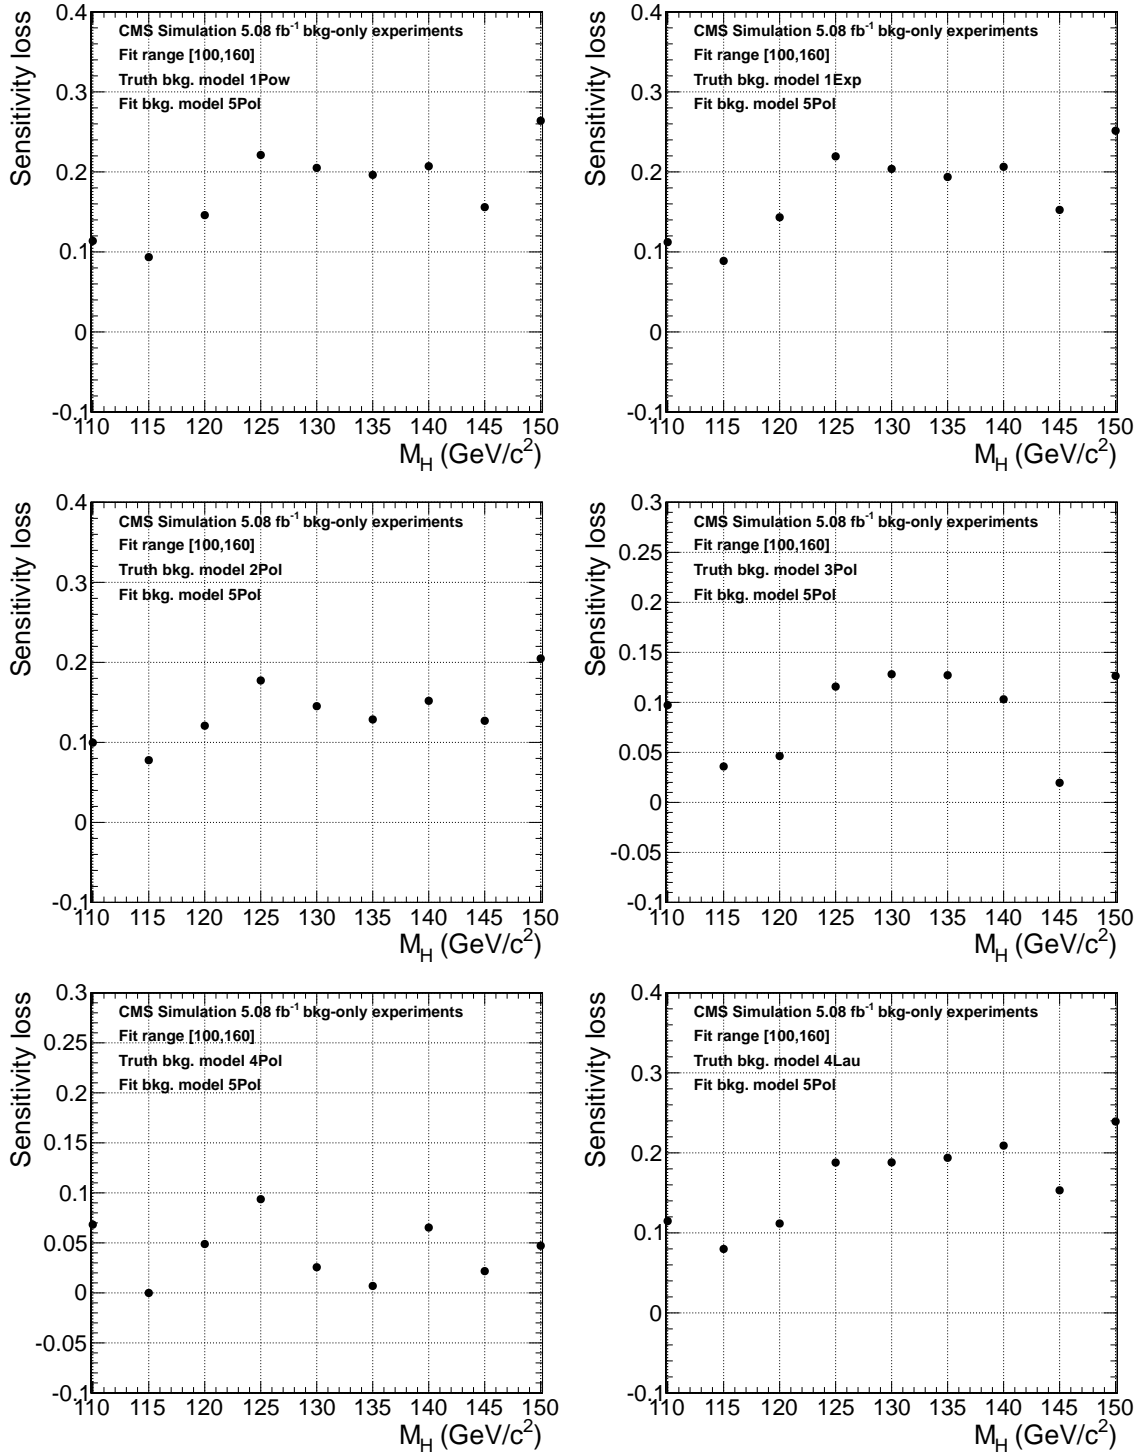 0.4
0.3
0.2
0.1
0
-0.1
Sensitivity loss
CMS Simulation 5.08 fb⁻¹ bkg-only experiments
Fit range [100,160]
Truth bkg. model 1Pow
Fit bkg. model 5Pol
110 115 120 125 130 135 140 145 150
M_H (GeV/c²)
0.4
0.3
0.2
0.1
0
-0.1
Sensitivity loss
CMS Simulation 5.08 fb⁻¹ bkg-only experiments
Fit range [100,160]
Truth bkg. model 1Exp
Fit bkg. model 5Pol
110 115 120 125 130 135 140 145 150
M_H (GeV/c²)
0.4
0.3
0.2
0.1
0
-0.1
Sensitivity loss
CMS Simulation 5.08 fb⁻¹ bkg-only experiments
Fit range [100,160]
Truth bkg. model 2Pol
Fit bkg. model 5Pol
110 115 120 125 130 135 140 145 150
M_H (GeV/c²)
0.3
0.25
0.2
0.15
0.1
0.05
0
-0.05
-0.1
Sensitivity loss
CMS Simulation 5.08 fb⁻¹ bkg-only experiments
Fit range [100,160]
Truth bkg. model 3Pol
Fit bkg. model 5Pol
110 115 120 125 130 135 140 145 150
M_H (GeV/c²)
0.3
0.25
0.2
0.15
0.1
0.05
0
-0.05
-0.1
Sensitivity loss
CMS Simulation 5.08 fb⁻¹ bkg-only experiments
Fit range [100,160]
Truth bkg. model 4Pol
Fit bkg. model 5Pol
110 115 120 125 130 135 140 145 150
M_H (GeV/c²)
0.4
0.3
0.2
0.1
0
-0.1
Sensitivity loss
CMS Simulation 5.08 fb⁻¹ bkg-only experiments
Fit range [100,160]
Truth bkg. model 4Lau
Fit bkg. model 5Pol
110 115 120 125 130 135 140 145 150
M_H (GeV/c²)